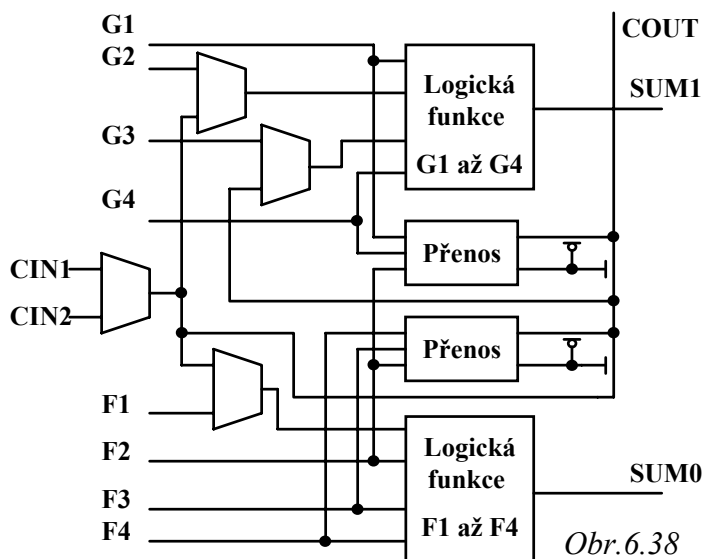 G1
COUT
G2
Logická
funkce
G1 až G4
SUM1
G3
G4
Přenos
CIN1
CIN2
Přenos
F1
F2
Logická
funkce
F1 až F4
SUM0
F3
F4
Obr.6.38